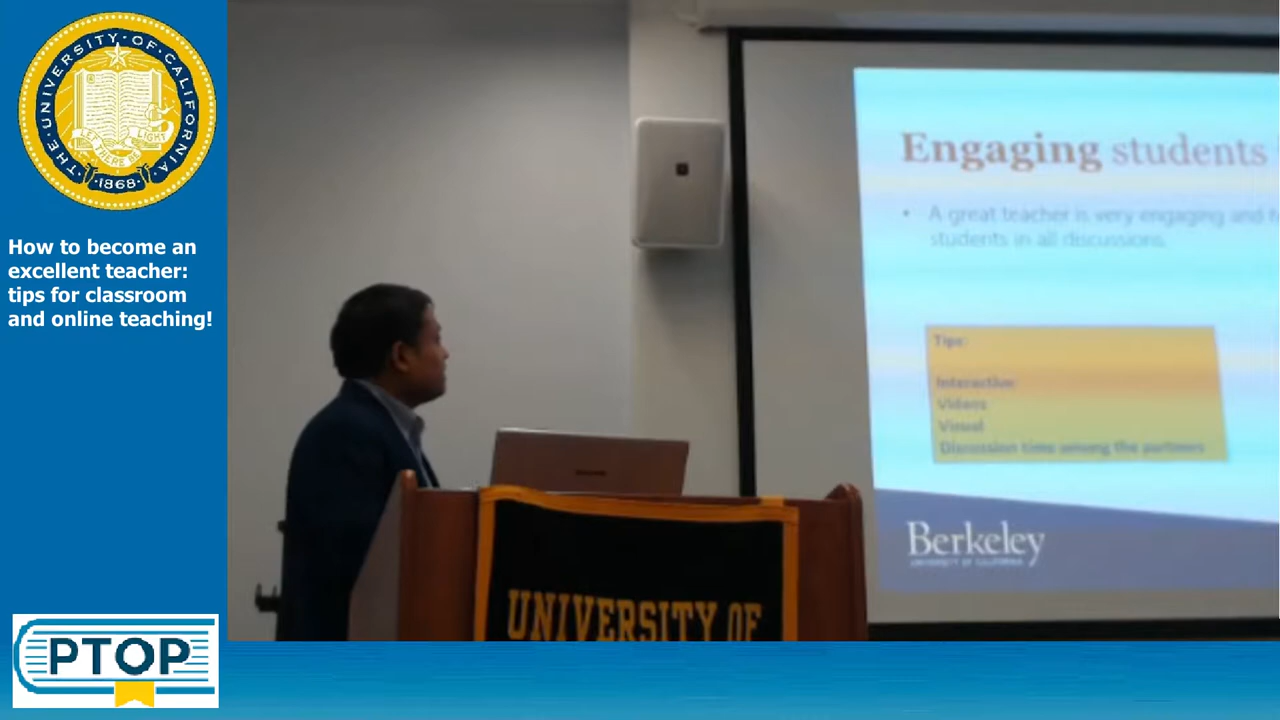 THE UNIVERSITY OF CALIFORNIA
LET THERE BE LIGHT
1868
How to become an
excellent teacher:
tips for classroom
and online teaching!
PTOP
Engaging students
• A great teacher is very engaging and
students in all discussions.
Tips:
Interactive:
Videos
Visual
Discussion time among the partners
Berkeley
UNIVERSITY OF CALIFORNIA
UNIVERSITY OF